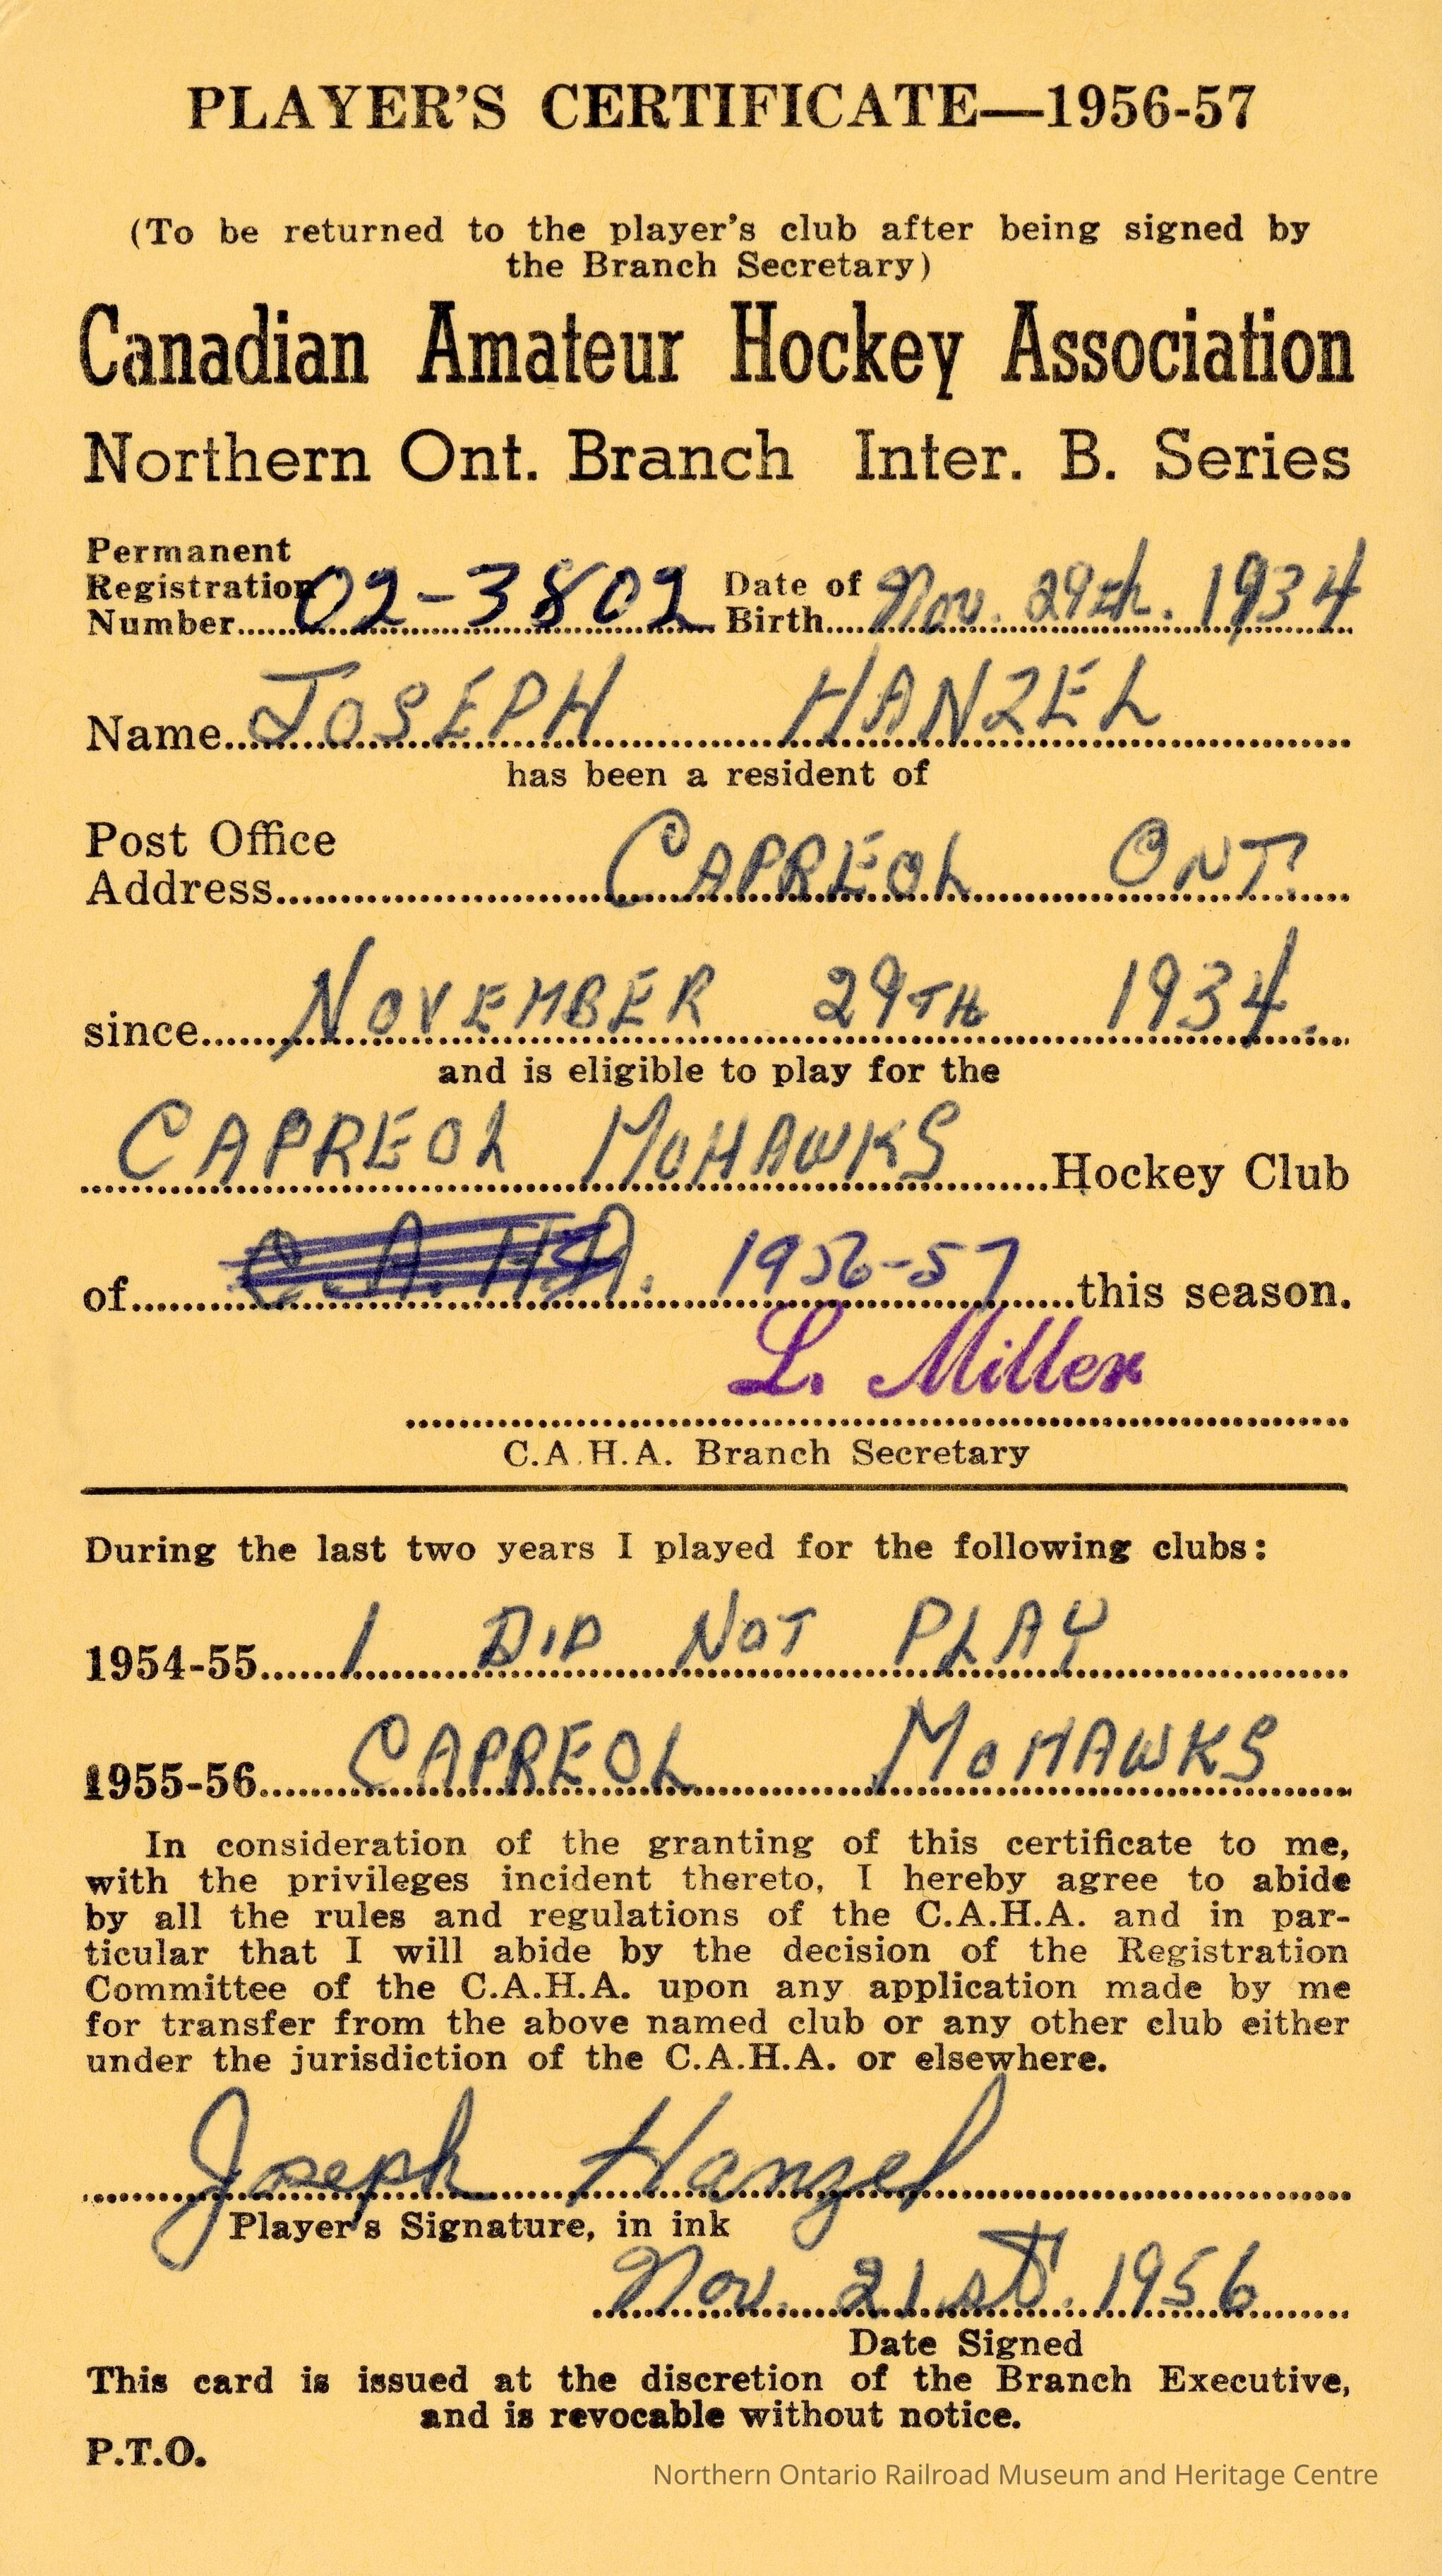 PLAYER'S CERTIFICATE—1956-57
(To be returned to the player's club after being signed by
the Branch Secretary)
Canadian Amateur Hockey Association
Northern Ont. Branch Inter. B. Series
Permanent
Registration
Number......02-3802 Date of
Birth....Nov. 29th. 1934
Name...JOSEPH HANZEL
has been a resident of
Post Office
Address...CAPREOL ONT.
since...NOVEMBER 29TH 1934.
and is eligible to play for the
CAPREOL MOHAWKS...Hockey Club
of...C.A.H.A. 1956-57...this season.
L. Miller
C.A.H.A. Branch Secretary
During the last two years I played for the following clubs:
1954-55...I DID NOT PLAY
1955-56...CAPREOL MOHAWKS
In consideration of the granting of this certificate to me,
with the privileges incident thereto, I hereby agree to abide
by all the rules and regulations of the C.A.H.A. and in par-
ticular that I will abide by the decision of the Registration
Committee of the C.A.H.A. upon any application made by me
for transfer from the above named club or any other club either
under the jurisdiction of the C.A.H.A. or elsewhere.
Joseph Hanzel
Player's Signature, in ink
Nov. 21st. 1956
Date Signed
This card is issued at the discretion of the Branch Executive,
and is revocable without notice.
P.T.O.
Northern Ontario Railroad Museum and Heritage Centre